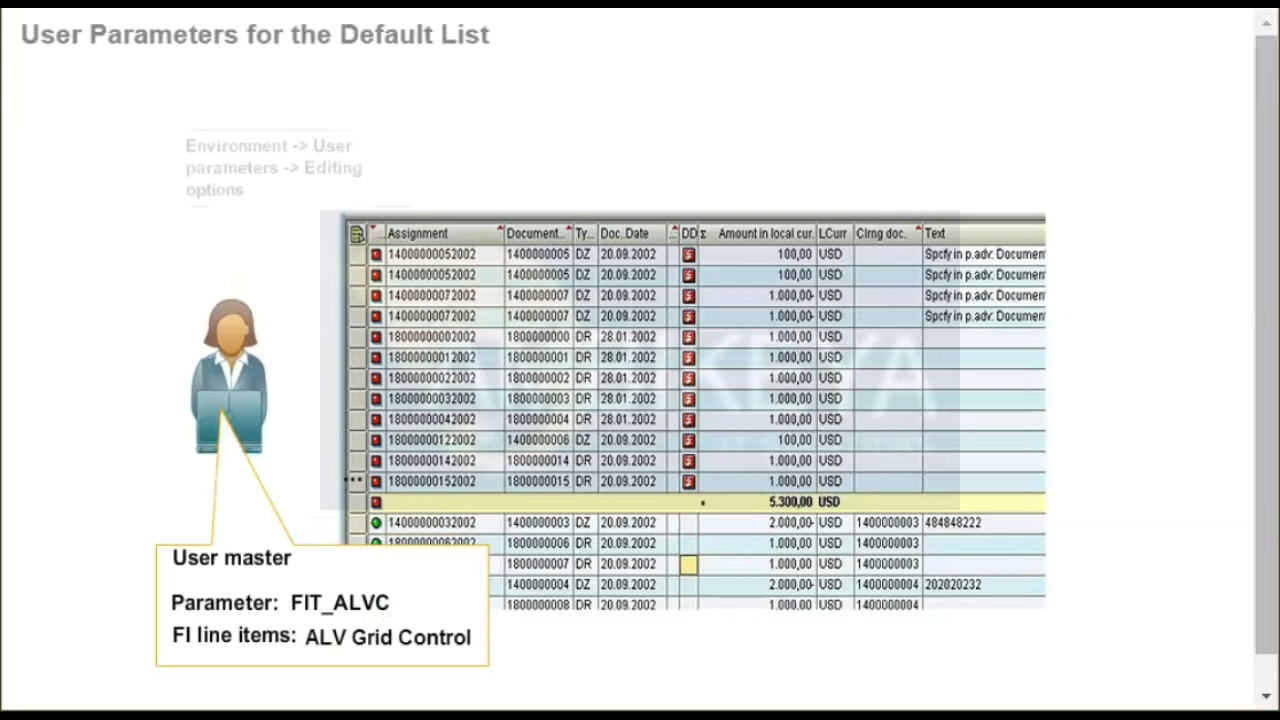 User Parameters for the Default List
Environment -> User
parameters -> Editing
options
Assignment Document.. Ty... Doc..Date DD Σ Amount in local cur. LCurr Clrng doc. Text
14000000052002 1400000005 DZ 20.09.2002 100,00 USD Spcfy in p.adv. Documen
14000000052002 1400000005 DZ 20.09.2002 100,00 USD Spcfy in p.adv. Documen
14000000072002 1400000007 DZ 20.09.2002 1.000,00- USD Spcfy in p.adv. Documen
14000000072002 1400000007 DZ 20.09.2002 1.000,00- USD Spcfy in p.adv. Documen
18000000002002 1800000000 DR 28.01.2002 1.000,00 USD
18000000012002 1800000001 DR 28.01.2002 1.000,00 USD
18000000022002 1800000002 DR 28.01.2002 1.000,00 USD
18000000032002 1800000003 DR 28.01.2002 1.000,00 USD
18000000042002 1800000004 DR 28.01.2002 1.000,00 USD
18000000122002 1400000006 DZ 20.09.2002 100,00 USD
18000000142002 1800000014 DR 20.09.2002 1.000,00 USD
18000000152002 1800000015 DR 20.09.2002 1.000,00 USD
5.300,00 USD
14000000032002 1400000003 DZ 20.09.2002 2.000,00- USD 1400000003 484848222
18000000062002 1800000006 DR 20.09.2002 1.000,00 USD 1400000003
1800000007 DR 20.09.2002 1.000,00 USD 1400000003
1400000004 DZ 20.09.2002 2.000,00- USD 1400000004 202020232
1800000008 DR 20.09.2002 1.000,00 USD 1400000004
User master
Parameter: FIT_ALVC
FI line items: ALV Grid Control